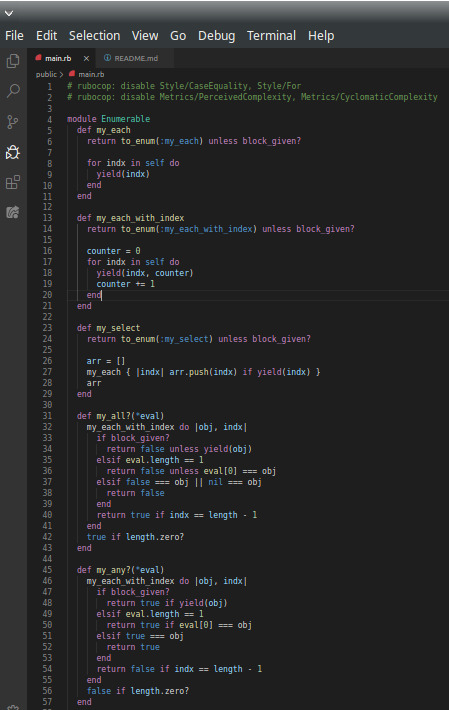 File Edit Selection View Go Debug Terminal Help
main.rb × README.md
public > main.rb
1 # rubocop: disable Style/CaseEquality, Style/For
2 # rubocop: disable Metrics/PerceivedComplexity, Metrics/CyclomaticComplexity
3
4 module Enumerable
5 def my_each
6 return to_enum(:my_each) unless block_given?
7
8 for indx in self do
9 yield(indx)
10 end
11 end
12
13 def my_each_with_index
14 return to_enum(:my_each_with_index) unless block_given?
15
16 counter = 0
17 for indx in self do
18 yield(indx, counter)
19 counter += 1
20 end
21 end
22
23 def my_select
24 return to_enum(:my_select) unless block_given?
25
26 arr = []
27 my_each { |indx| arr.push(indx) if yield(indx) }
28 arr
29 end
30
31 def my_all?(*eval)
32 my_each_with_index do |obj, indx|
33 if block_given?
34 return false unless yield(obj)
35 elsif eval.length == 1
36 return false unless eval[0] === obj
37 elsif false === obj || nil === obj
38 return false
39 end
40 return true if indx == length - 1
41 end
42 true if length.zero?
43 end
44
45 def my_any?(*eval)
46 my_each_with_index do |obj, indx|
47 if block_given?
48 return true if yield(obj)
49 elsif eval.length == 1
50 return true if eval[0] === obj
51 elsif true === obj
52 return true
53 end
54 return false if indx == length - 1
55 end
56 false if length.zero?
57 end